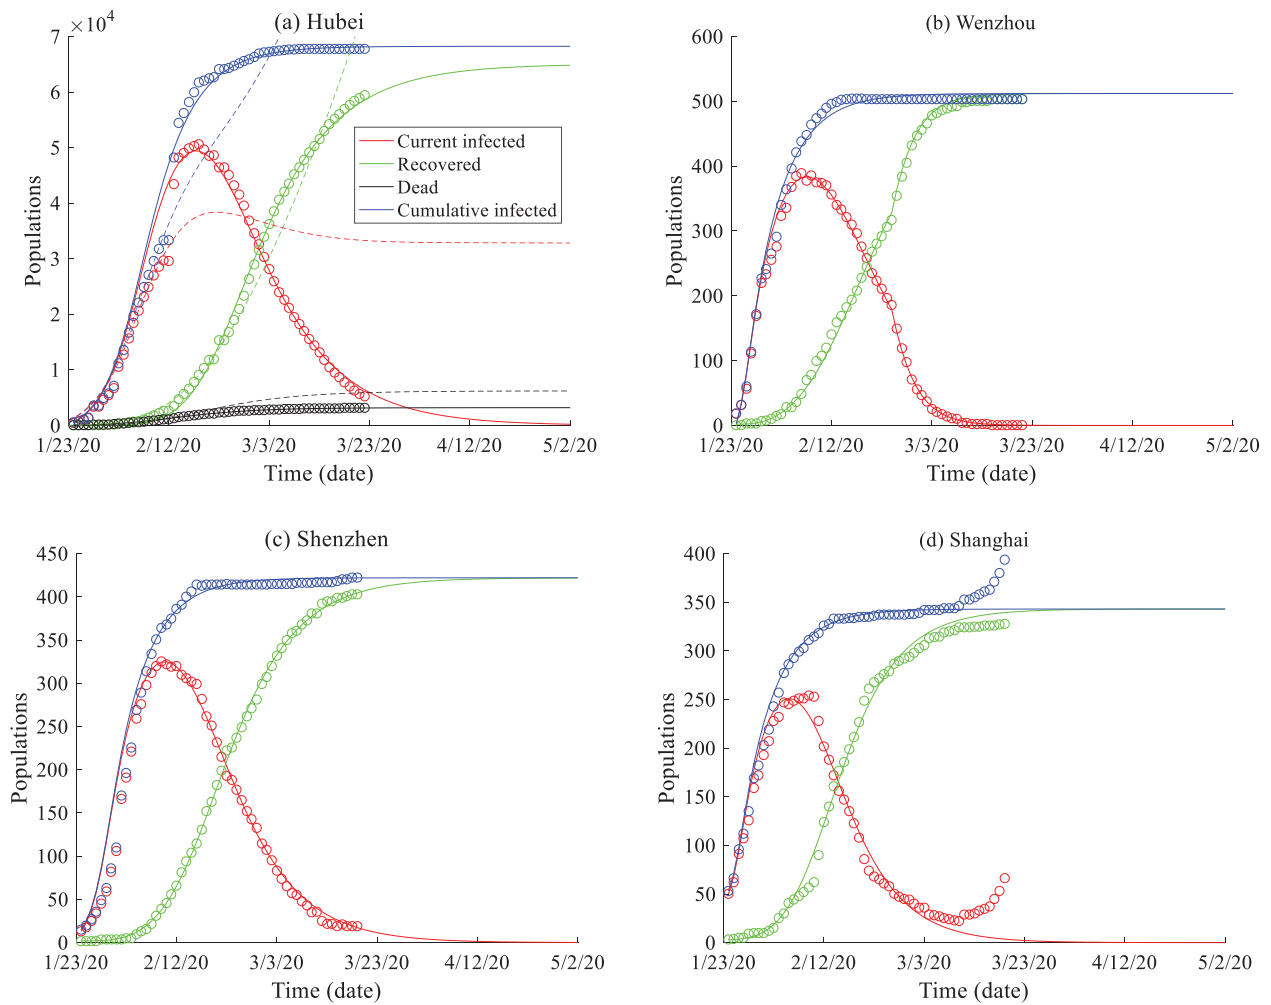 (a) Hubei
×10⁴
7
6
5
4
3
2
1
0
Populations
Current infected
Recovered
Dead
Cumulative infected
1/23/20 2/12/20 3/3/20 3/23/20 4/12/20 5/2/20
Time (date)
(b) Wenzhou
600
500
400
300
200
100
0
Populations
1/23/20 2/12/20 3/3/20 3/23/20 4/12/20 5/2/20
Time (date)
(c) Shenzhen
450
400
350
300
250
200
150
100
50
0
Populations
1/23/20 2/12/20 3/3/20 3/23/20 4/12/20 5/2/20
Time (date)
(d) Shanghai
400
350
300
250
200
150
100
50
0
Populations
1/23/20 2/12/20 3/3/20 3/23/20 4/12/20 5/2/20
Time (date)